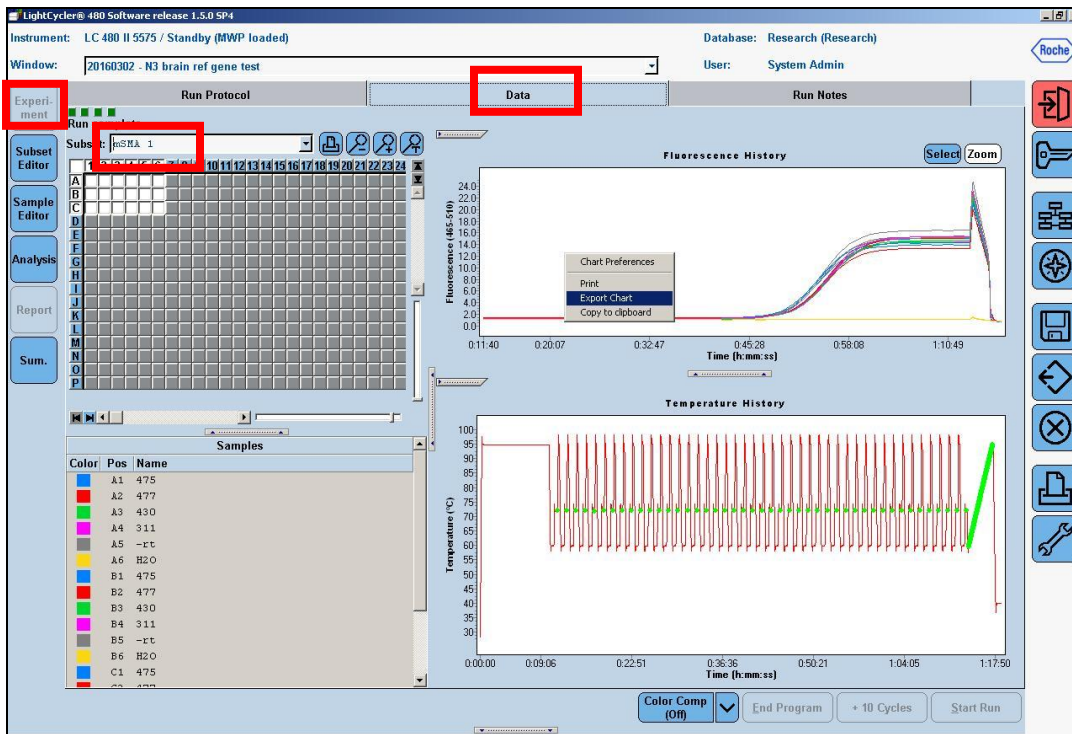 LightCycler® 480 Software release 1.5.0 SP4
Instrument: LC 480 II 5575 / Standby (MWP loaded)
Database: Research (Research)
Window: 20160302 - N3 brain ref gene test
User: System Admin
Roche
Experi-
ment
Subset
Editor
Sample
Editor
Analysis
Report
Sum.
Run Protocol
Data
Run Notes
Subset: mSMA 1
1 2 3 4 5 6 7 8 9 10 11 12 13 14 15 16 17 18 19 20 21 22 23 24
A
B
C
D
E
F
G
H
I
J
K
L
M
N
O
P
Samples
Color Pos Name
A1 475
A2 477
A3 430
A4 311
A5 -rt
A6 H2O
B1 475
B2 477
B3 430
B4 311
B5 -rt
B6 H2O
C1 475
Fluorescence History
Select Zoom
Fluorescence (465-510)
24.0
22.0
20.0
18.0
16.0
14.0
12.0
10.0
8.0
6.0
4.0
2.0
0.0
Chart Preferences
Print
Export Chart
Copy to clipboard
0:11:40 0:20:07 0:32:47 0:45:28 0:58:08 1:10:49
Time (h:mm:ss)
Temperature History
Temperature (°C)
100
95
90
85
80
75
70
65
60
55
50
45
40
35
30
0:00:00 0:09:06 0:22:51 0:36:36 0:50:21 1:04:05 1:17:50
Time (h:mm:ss)
Color Comp
(Off)
End Program
+ 10 Cycles
Start Run